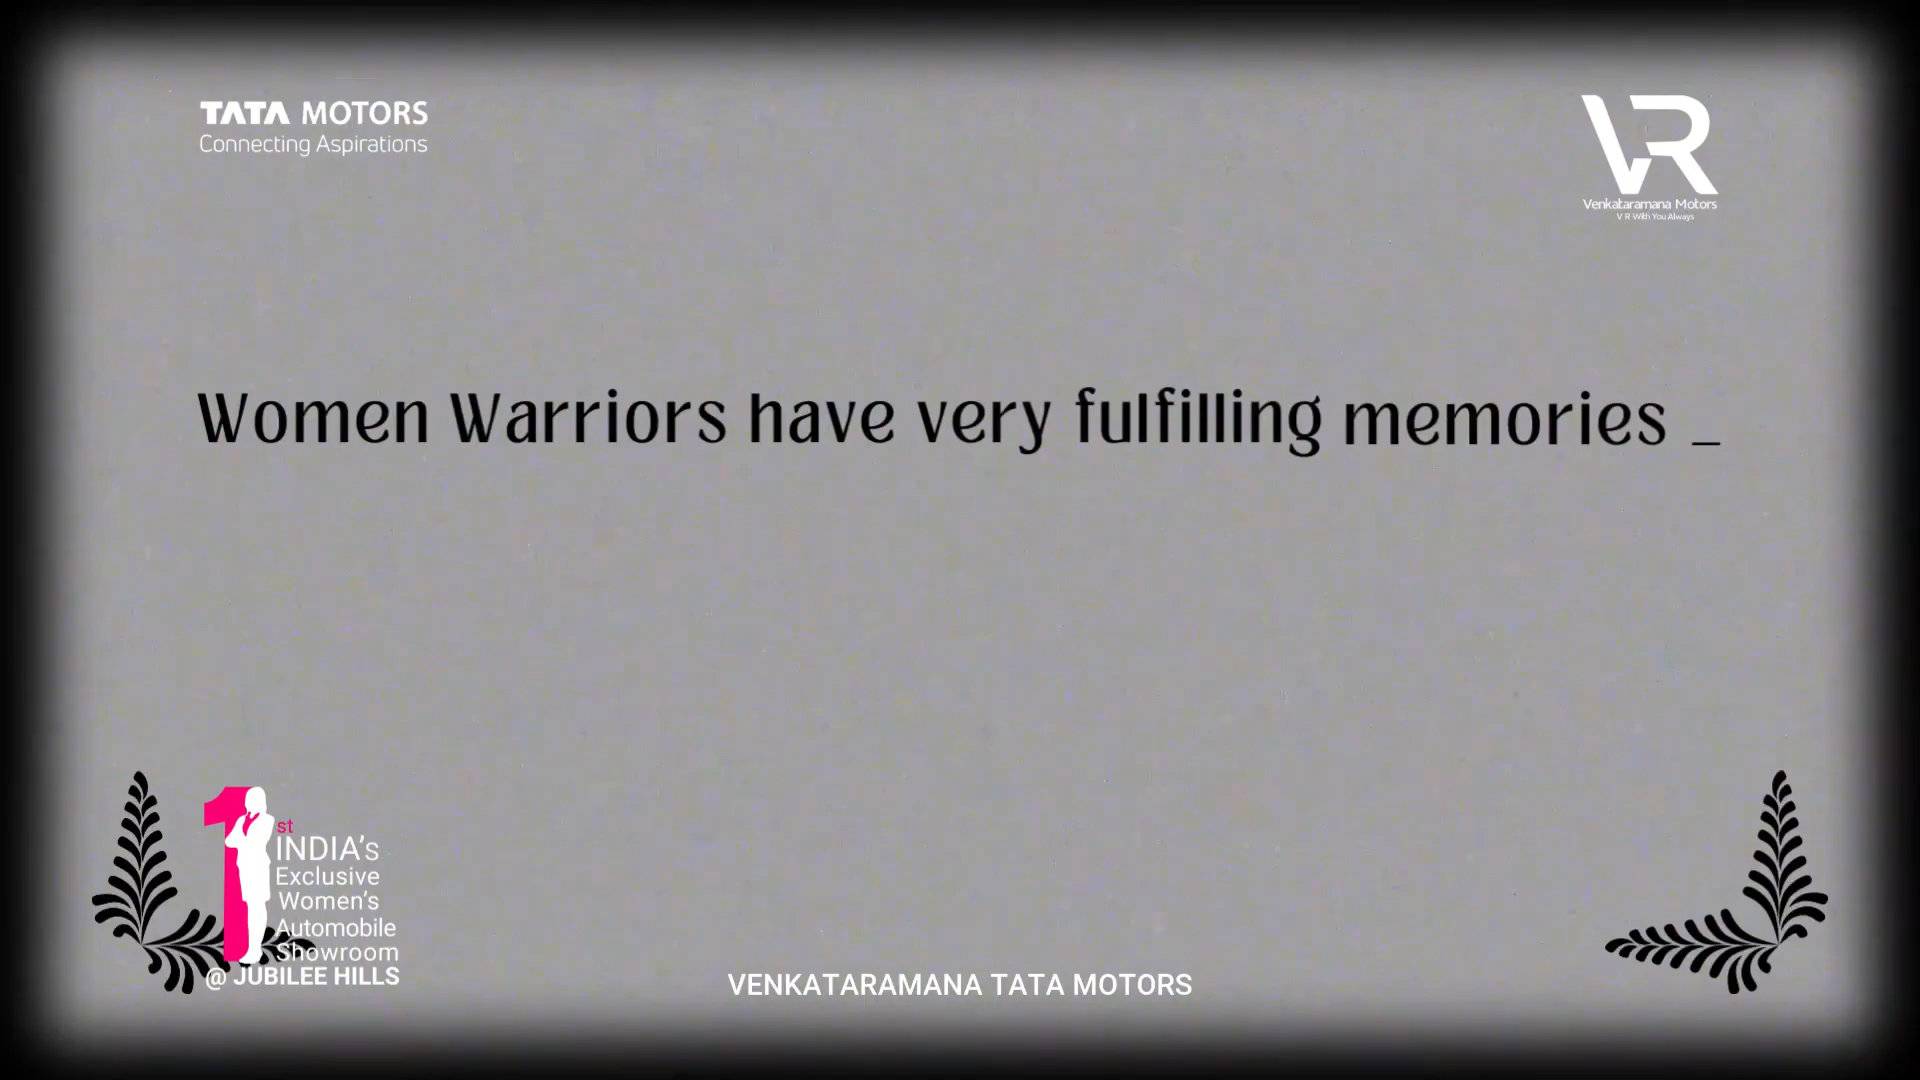 TATA MOTORS
Connecting Aspirations
VR
Venkataramana Motors
V R With You Always
Women Warriors have very fulfilling memories _
1st
INDIA's
Exclusive
Women's
Automobile
Showroom
@ JUBILEE HILLS
VENKATARAMANA TATA MOTORS